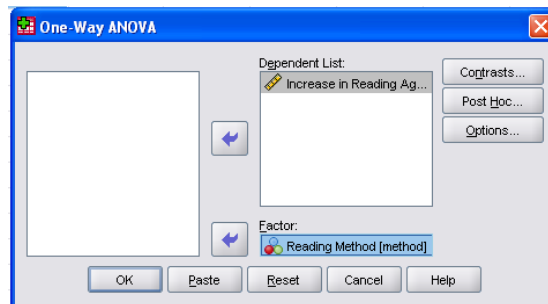 One-Way ANOVA
Dependent List:
Increase in Reading Ag...
Contrasts...
Post Hoc...
Options...
Factor:
Reading Method [method]
OK Paste Reset Cancel Help